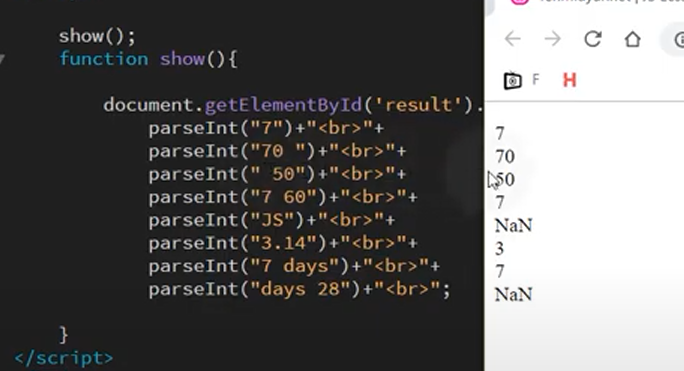 show();
function show(){
document.getElementById('result').
parseInt("7")+"<br>"+
parseInt("70 ")+"<br>"+
parseInt(" 50")+"<br>"+
parseInt("7 60")+"<br>"+
parseInt("JS")+"<br>"+
parseInt("3.14")+"<br>"+
parseInt("7 days")+"<br>"+
parseInt("days 28")+"<br>";
}
</script>
F
H
7
70
50
7
NaN
3
7
NaN